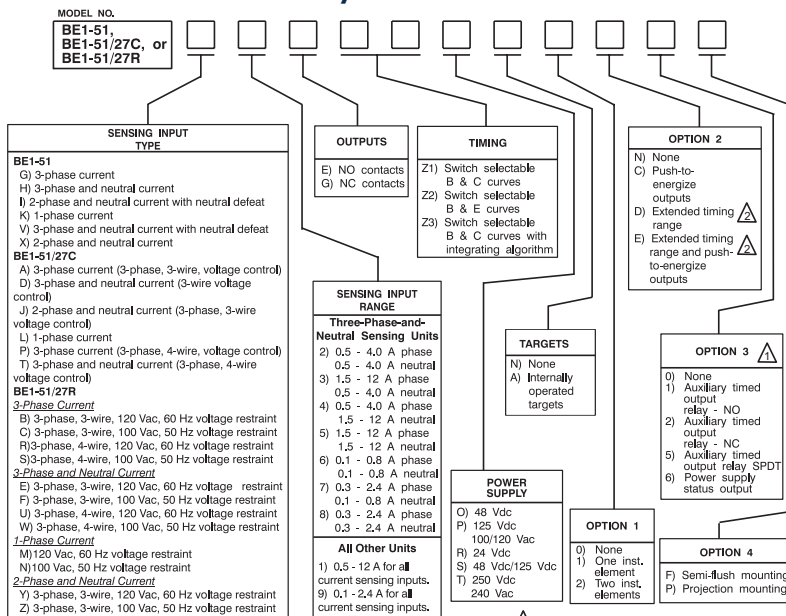 MODEL NO.
BE1-51,
BE1-51/27C, or
BE1-51/27R
SENSING INPUT
TYPE
BE1-51
G) 3-phase current
H) 3-phase and neutral current
I) 2-phase and neutral current with neutral defeat
K) 1-phase current
V) 3-phase and neutral current with neutral defeat
X) 2-phase and neutral current
BE1-51/27C
A) 3-phase current (3-phase, 3-wire, voltage control)
D) 3-phase and neutral current (3-wire voltage
control)
J) 2-phase and neutral current (3-phase, 3-wire
voltage control)
L) 1-phase current
P) 3-phase current (3-phase, 4-wire, voltage control)
T) 3-phase and neutral current (3-phase, 4-wire
voltage control)
BE1-51/27R
3-Phase Current
B) 3-phase, 3-wire, 120 Vac, 60 Hz voltage restraint
C) 3-phase, 3-wire, 100 Vac, 50 Hz voltage restraint
R)3-phase, 4-wire, 120 Vac, 60 Hz voltage restraint
S)3-phase, 4-wire, 100 Vac, 50 Hz voltage restraint
3-Phase and Neutral Current
E) 3-phase, 3-wire, 120 Vac, 60 Hz voltage restraint
F) 3-phase, 3-wire, 100 Vac, 50 Hz voltage restraint
U) 3-phase, 4-wire, 120 Vac, 60 Hz voltage restraint
W) 3-phase, 4-wire, 100 Vac, 50 Hz voltage restraint
1-Phase Current
M)120 Vac, 60 Hz voltage restraint
N)100 Vac, 50 Hz voltage restraint
2-Phase and Neutral Current
Y) 3-phase, 3-wire, 120 Vac, 60 Hz voltage restraint
Z) 3-phase, 3-wire, 100 Vac, 50 Hz voltage restraint
OUTPUTS
E) NO contacts
G) NC contacts
SENSING INPUT
RANGE
Three-Phase-and-
Neutral Sensing Units
2) 0.5 - 4.0 A phase
0.5 - 4.0 A neutral
3) 1.5 - 12 A phase
0.5 - 4.0 A neutral
4) 0.5 - 4.0 A phase
1.5 - 12 A neutral
5) 1.5 - 12 A phase
1.5 - 12 A neutral
6) 0.1 - 0.8 A phase
0.1 - 0.8 A neutral
7) 0.3 - 2.4 A phase
0.1 - 0.8 A neutral
8) 0.3 - 2.4 A phase
0.3 - 2.4 A neutral
All Other Units
1) 0.5 - 12 A for all
current sensing inputs.
9) 0.1 - 2.4 A for all
current sensing inputs.
TIMING
Z1) Switch selectable
B & C curves
Z2) Switch selectable
B & E curves
Z3) Switch selectable
B & C curves with
integrating algorithm
TARGETS
N) None
A) Internally
operated
targets
POWER
SUPPLY
O) 48 Vdc
P) 125 Vdc
100/120 Vac
R) 24 Vdc
S) 48 Vdc/125 Vdc
T) 250 Vdc
240 Vac
OPTION 1
0) None
1) One inst.
element
2) Two inst.
elements
OPTION 2
N) None
C) Push-to-
energize
outputs
D) Extended timing
range 2
E) Extended timing
range and push-
to-energize
outputs 2
OPTION 3 1
0) None
1) Auxiliary timed
output
relay - NO
2) Auxiliary timed
output
relay - NC
5) Auxiliary timed
output relay SPDT
6) Power supply
status output
OPTION 4
F) Semi-flush mounting
P) Projection mounting